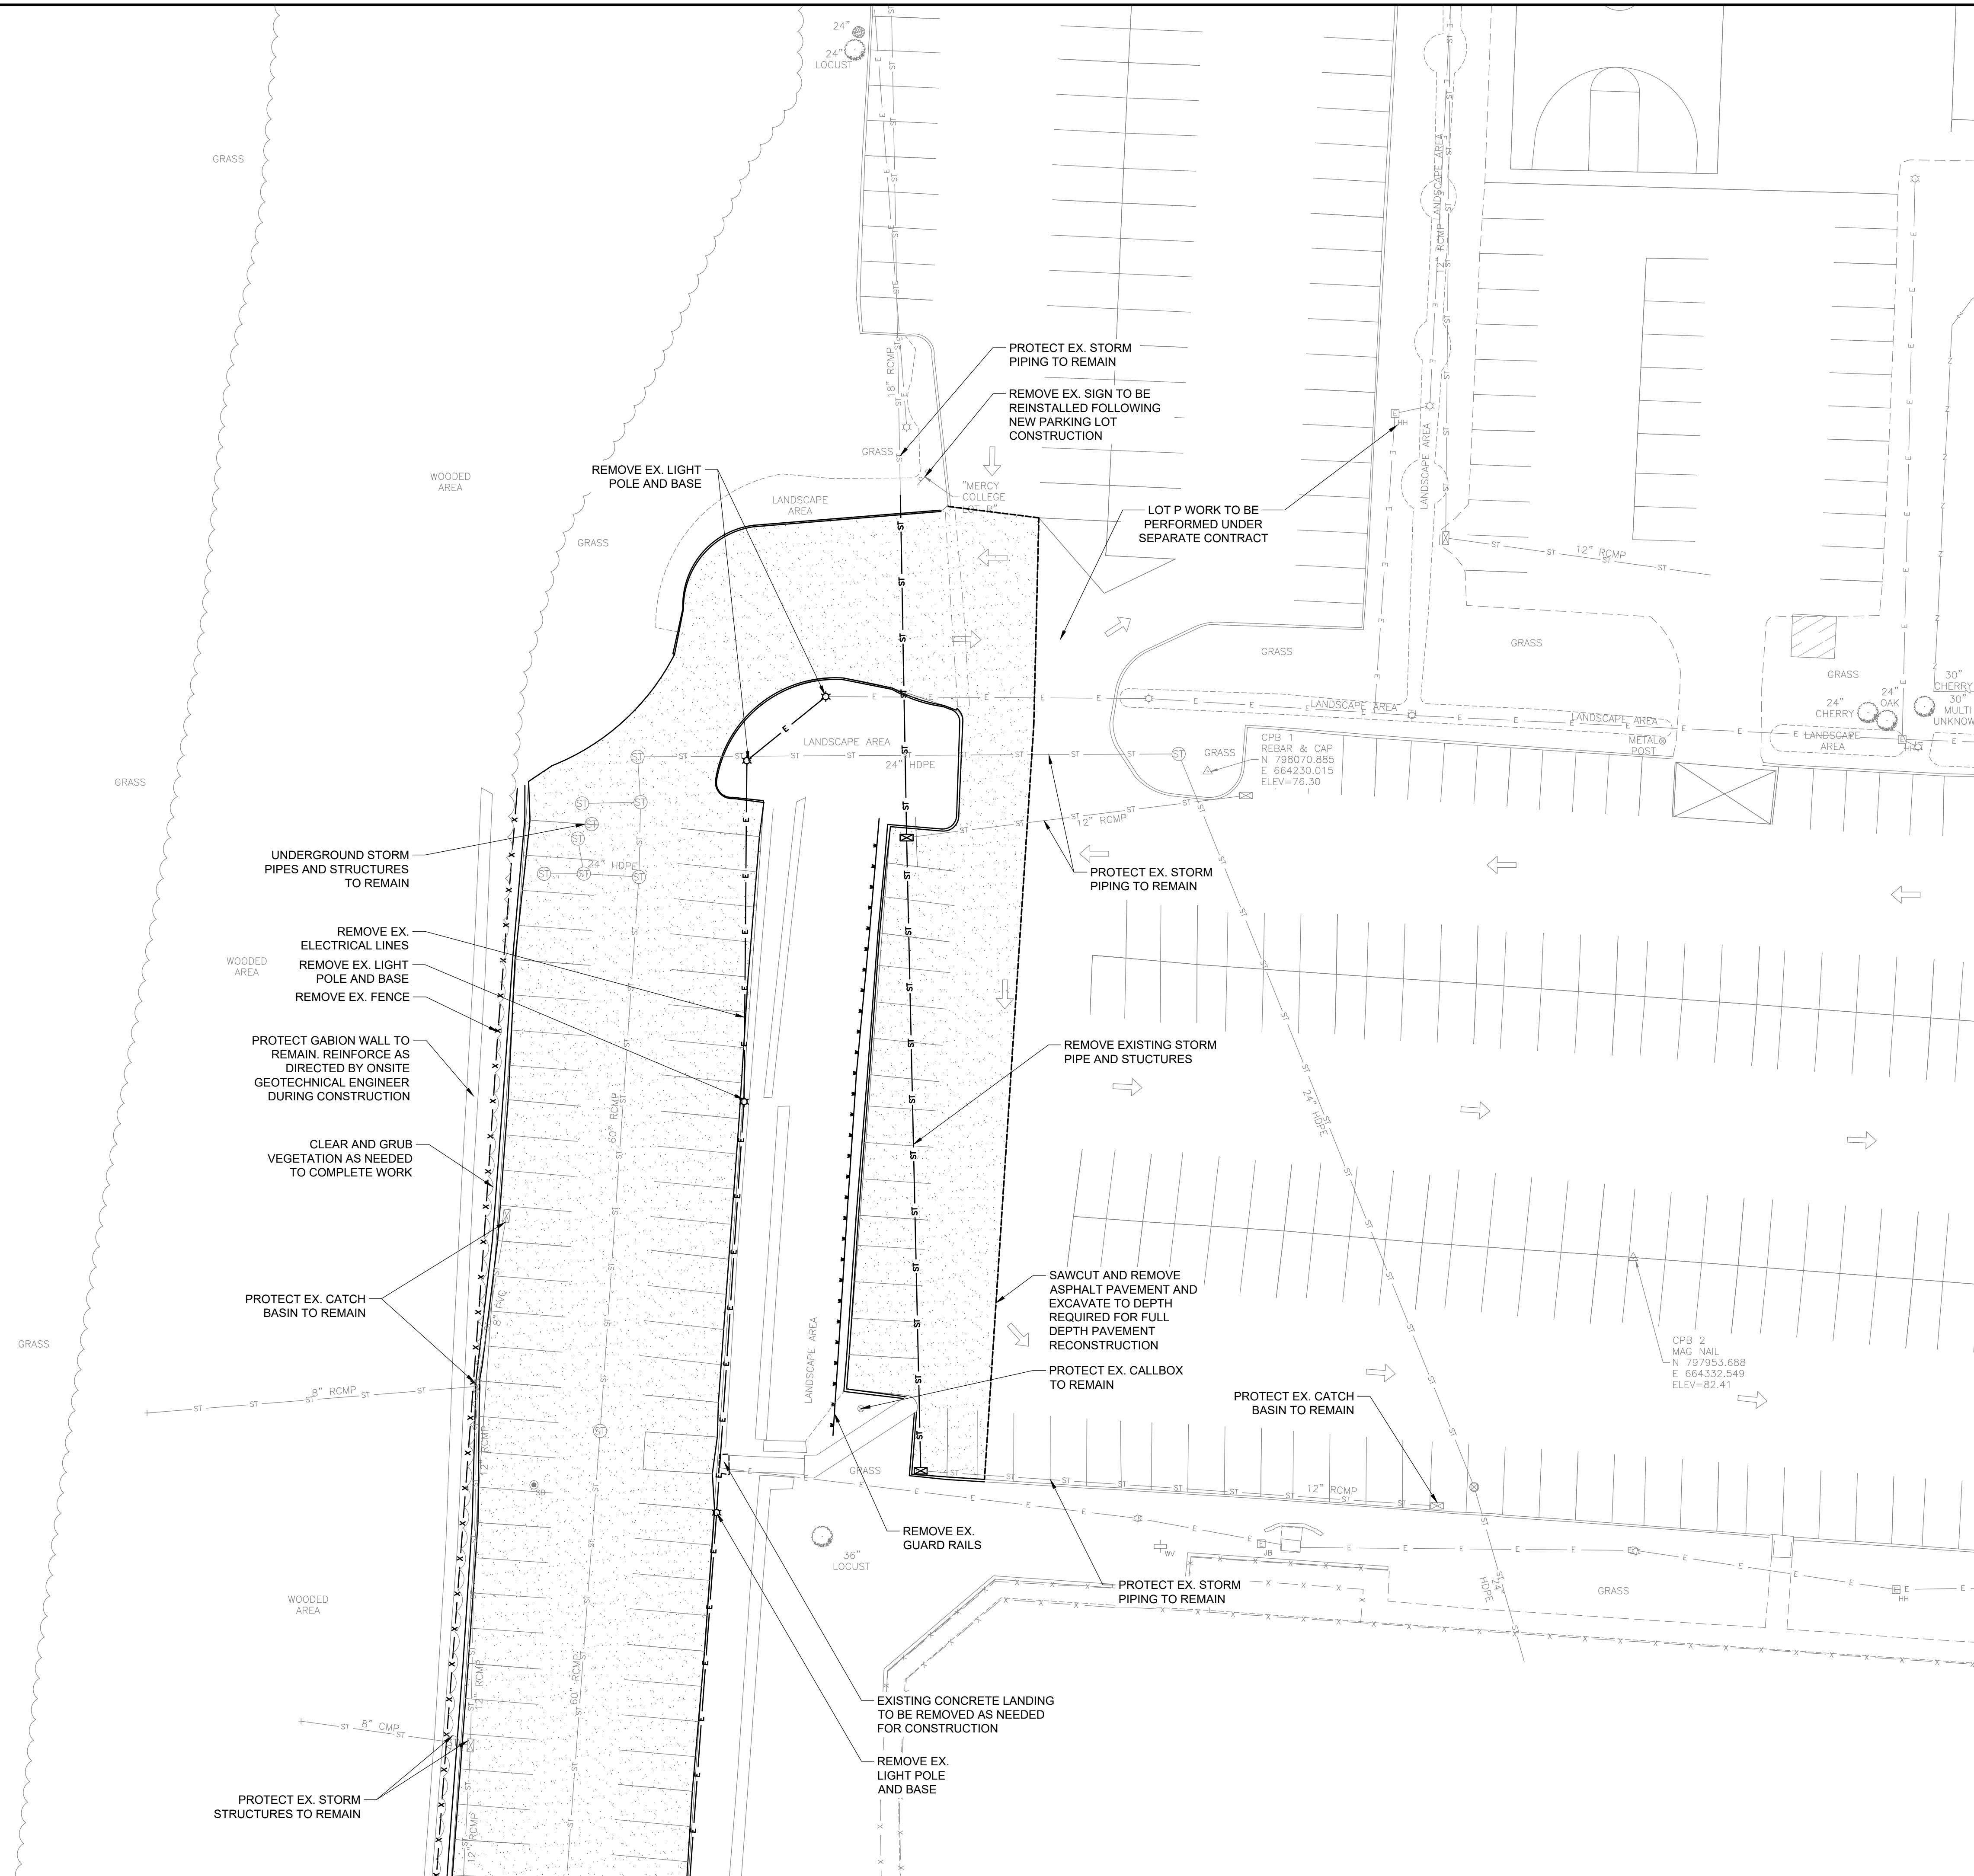 24"
24"
LOCUST
GRASS
12" RCMP
LANDSCAPE AREA
18" RCMP
PROTECT EX. STORM
PIPING TO REMAIN
REMOVE EX. SIGN TO BE
REINSTALLED FOLLOWING
NEW PARKING LOT
CONSTRUCTION
HH
LANDSCAPE AREA
GRASS
REMOVE EX. LIGHT
POLE AND BASE
WOODED
AREA
"MERCY
COLLEGE
LOT P"
LANDSCAPE
AREA
LOT P WORK TO BE
PERFORMED UNDER
SEPARATE CONTRACT
GRASS
12" RCMP
GRASS
GRASS
GRASS
24"
CHERRY
24"
OAK
30"
CHERRY
30"
MULTI
UNKNOW
LANDSCAPE AREA
LANDSCAPE AREA
METAL
POST
LANDSCAPE
AREA
HH
LANDSCAPE AREA
24" HDPE
ST
ST
GRASS
CPB 1
REBAR & CAP
N 798070.885
E 664230.015
ELEV=76.30
GRASS
12" RCMP
UNDERGROUND STORM
PIPES AND STRUCTURES
TO REMAIN
24" HDPE
PROTECT EX. STORM
PIPING TO REMAIN
REMOVE EX.
ELECTRICAL LINES
WOODED
AREA
REMOVE EX. LIGHT
POLE AND BASE
REMOVE EX. FENCE
PROTECT GABION WALL TO
REMAIN. REINFORCE AS
DIRECTED BY ONSITE
GEOTECHNICAL ENGINEER
DURING CONSTRUCTION
REMOVE EXISTING STORM
PIPE AND STUCTURES
60" RCMP
24" HDPE
CLEAR AND GRUB
VEGETATION AS NEEDED
TO COMPLETE WORK
PROTECT EX. CATCH
BASIN TO REMAIN
8" PVC
SAWCUT AND REMOVE
ASPHALT PAVEMENT AND
EXCAVATE TO DEPTH
REQUIRED FOR FULL
DEPTH PAVEMENT
RECONSTRUCTION
GRASS
LANDSCAPE AREA
CPB 2
MAG NAIL
N 797953.688
E 664332.549
ELEV=82.41
PROTECT EX. CALLBOX
TO REMAIN
8" RCMP
PROTECT EX. CATCH
BASIN TO REMAIN
12" RCMP
GRASS
12" RCMP
SB
REMOVE EX.
GUARD RAILS
36"
LOCUST
WV
JB
PROTECT EX. STORM
PIPING TO REMAIN
24"
HDPE
GRASS
HH
WOODED
AREA
12" RCMP
60" RCMP
EXISTING CONCRETE LANDING
TO BE REMOVED AS NEEDED
FOR CONSTRUCTION
8" CMP
REMOVE EX.
LIGHT POLE
AND BASE
PROTECT EX. STORM
STRUCTURES TO REMAIN
12" RCMP